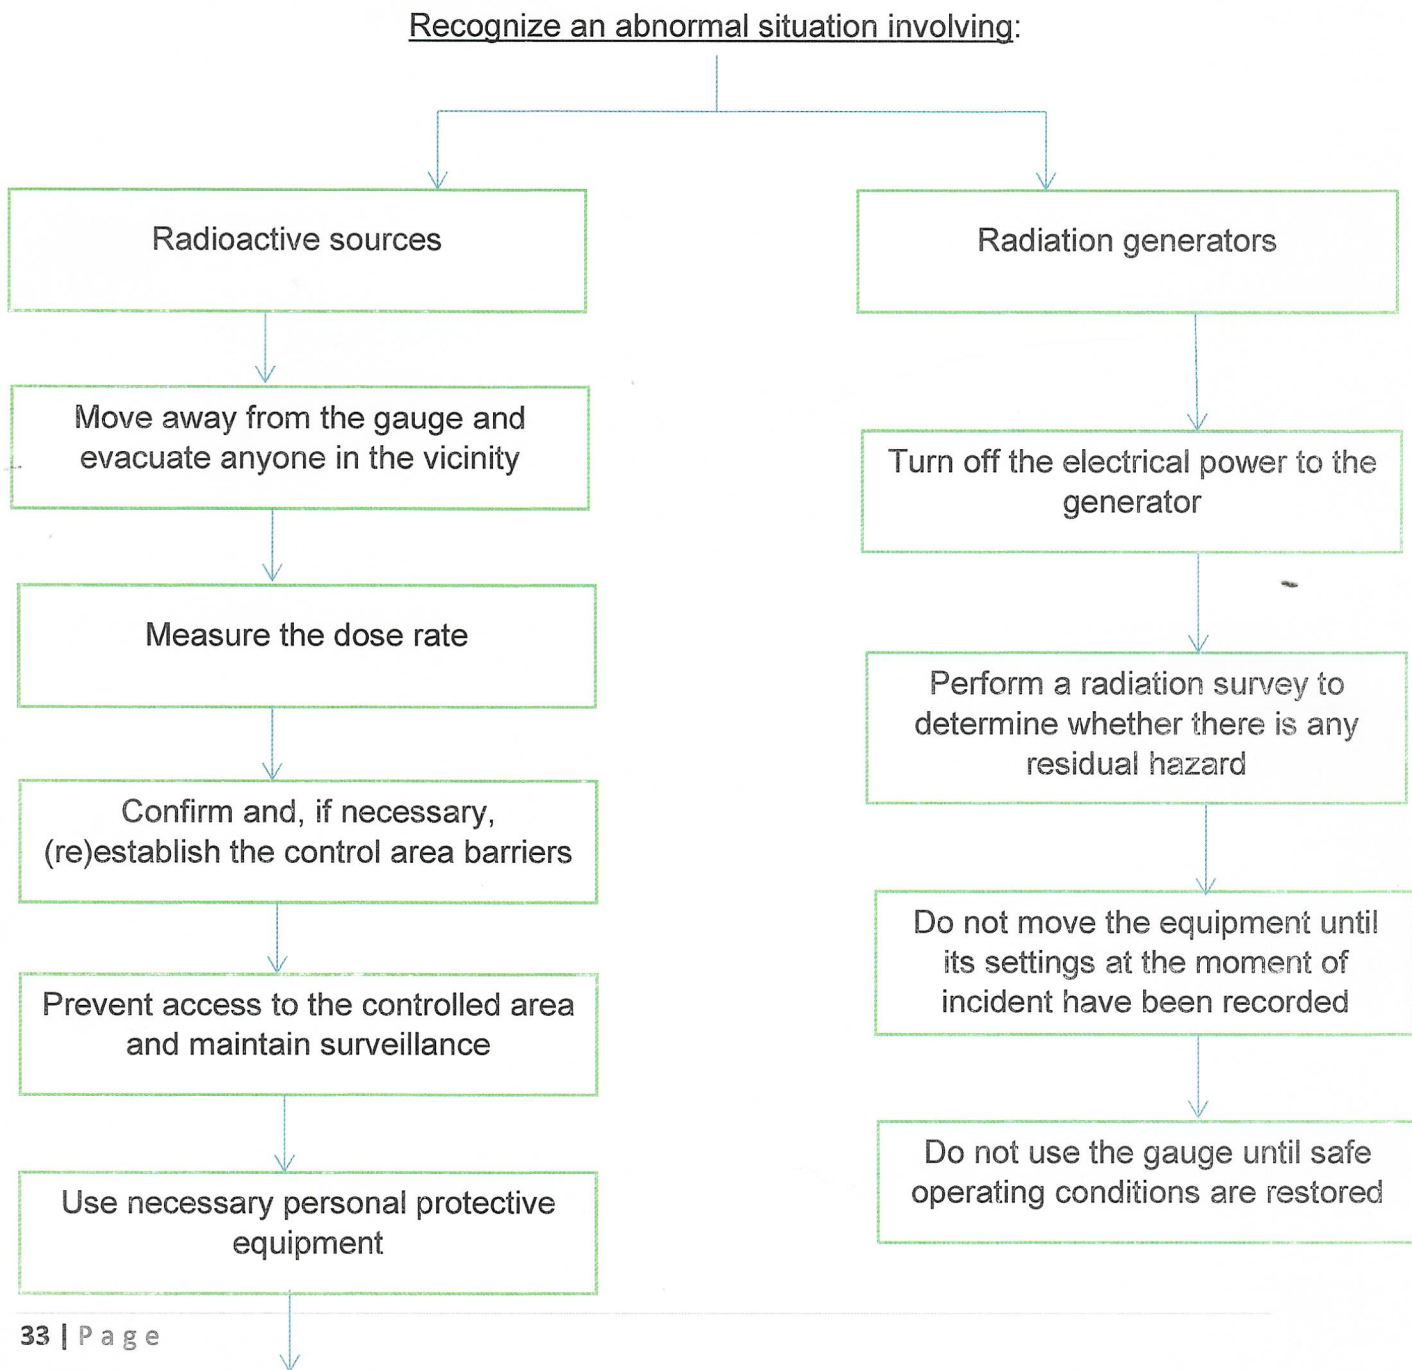 Recognize an abnormal situation involving:
Radioactive sources
Move away from the gauge and
evacuate anyone in the vicinity
Measure the dose rate
Confirm and, if necessary,
(re)establish the control area barriers
Prevent access to the controlled area
and maintain surveillance
Use necessary personal protective
equipment
Radiation generators
Turn off the electrical power to the
generator
Perform a radiation survey to
determine whether there is any
residual hazard
Do not move the equipment until
its settings at the moment of
incident have been recorded
Do not use the gauge until safe
operating conditions are restored
33 | Page